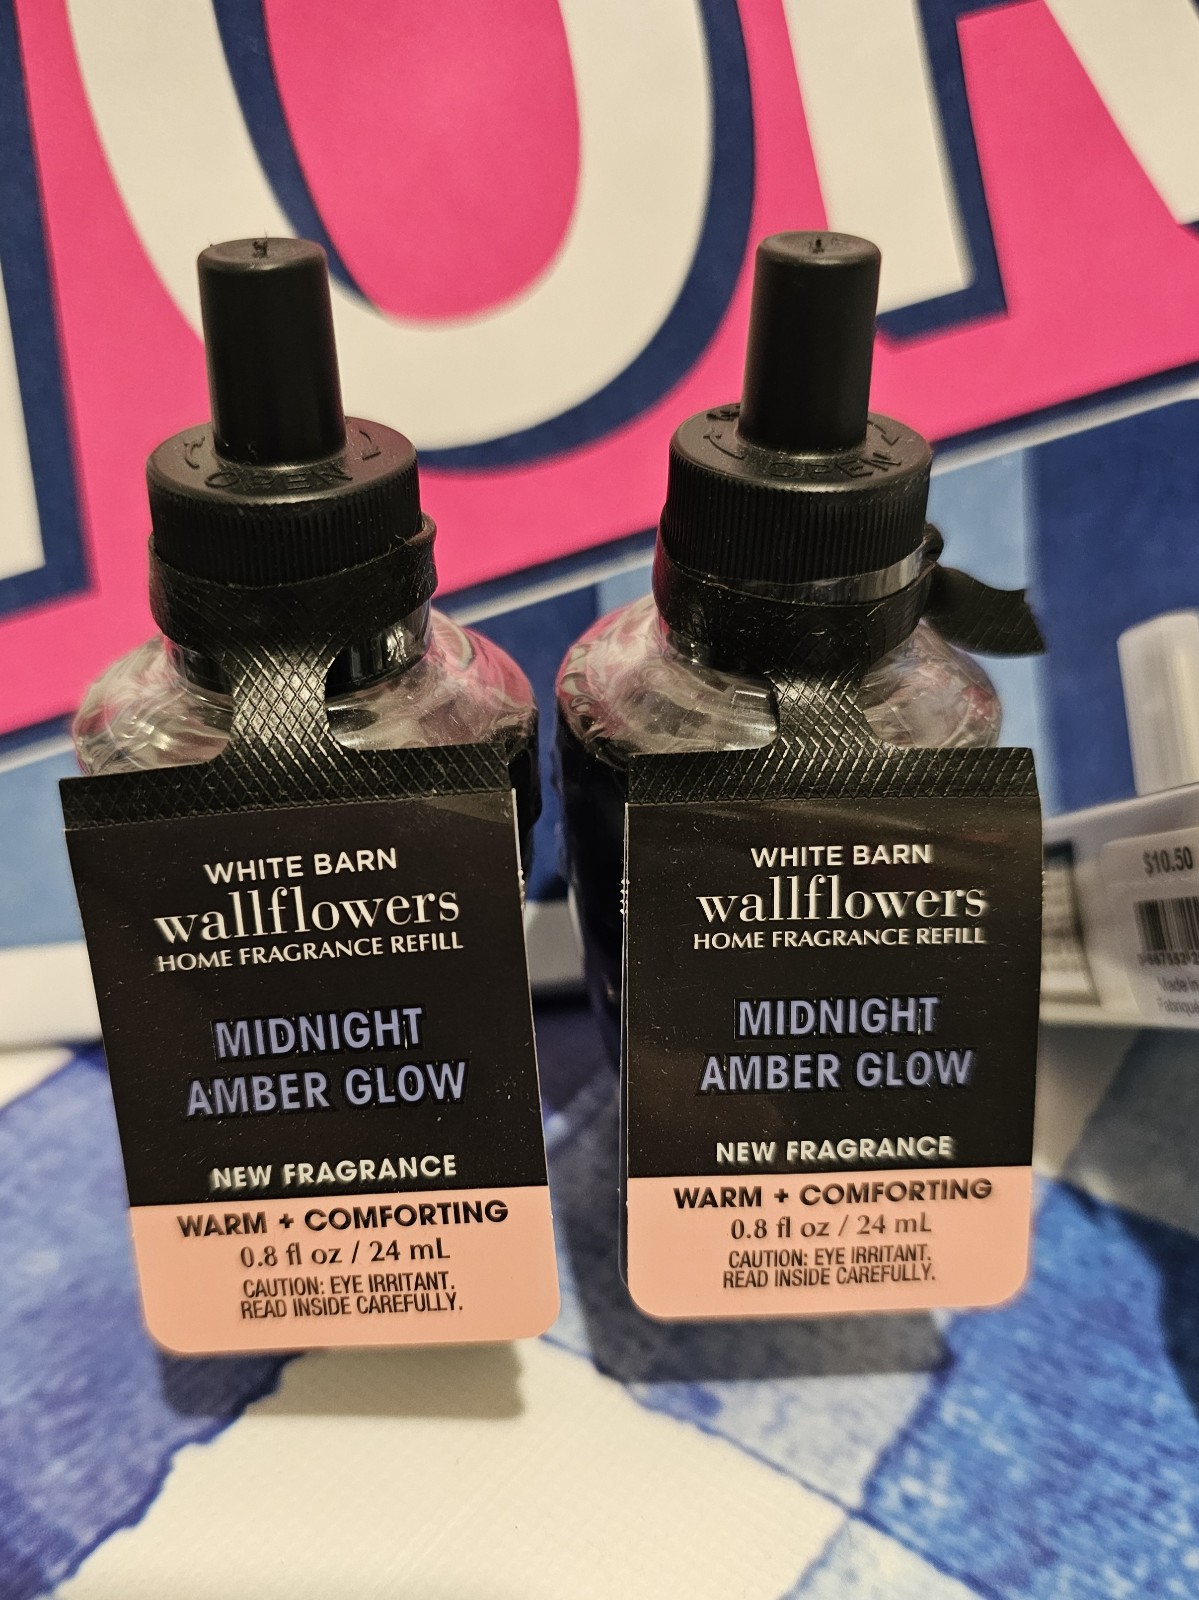 OPEN
WHITE BARN
wallflowers
HOME FRAGRANCE REFILL
MIDNIGHT
AMBER GLOW
NEW FRAGRANCE
WARM + COMFORTING
0.8 fl oz / 24 mL
CAUTION: EYE IRRITANT.
READ INSIDE CAREFULLY.
OPEN
WHITE BARN
wallflowers
HOME FRAGRANCE REFILL
MIDNIGHT
AMBER GLOW
NEW FRAGRANCE
WARM + COMFORTING
0.8 fl oz / 24 mL
CAUTION: EYE IRRITANT.
READ INSIDE CAREFULLY.
$10.50
Made in